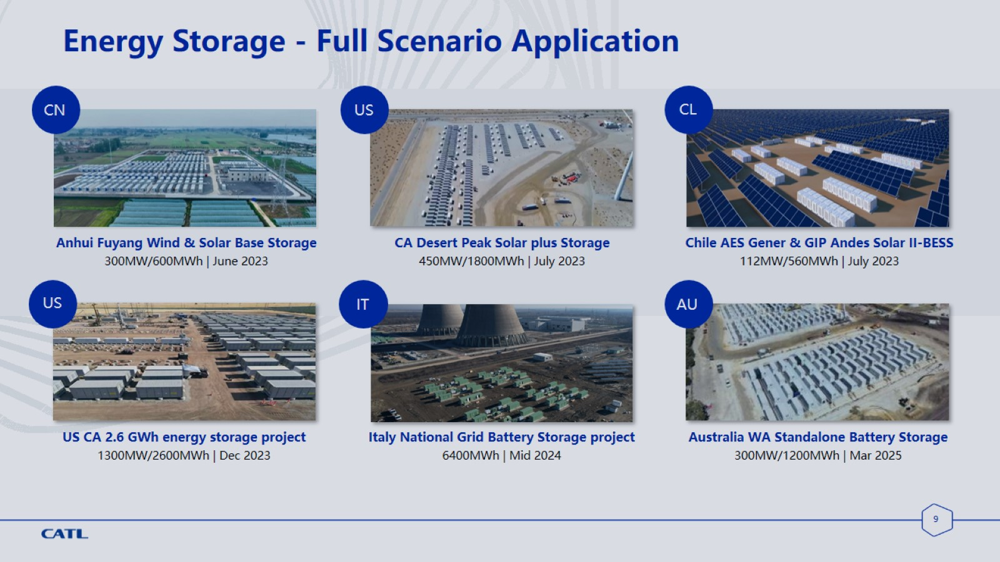 Energy Storage - Full Scenario Application
CN
US
CL
Anhui Fuyang Wind & Solar Base Storage
300MW/600MWh | June 2023
CA Desert Peak Solar plus Storage
450MW/1800MWh | July 2023
Chile AES Gener & GIP Andes Solar II-BESS
112MW/560MWh | July 2023
US
IT
AU
US CA 2.6 GWh energy storage project
1300MW/2600MWh | Dec 2023
Italy National Grid Battery Storage project
6400MWh | Mid 2024
Australia WA Standalone Battery Storage
300MW/1200MWh | Mar 2025
9
CATL